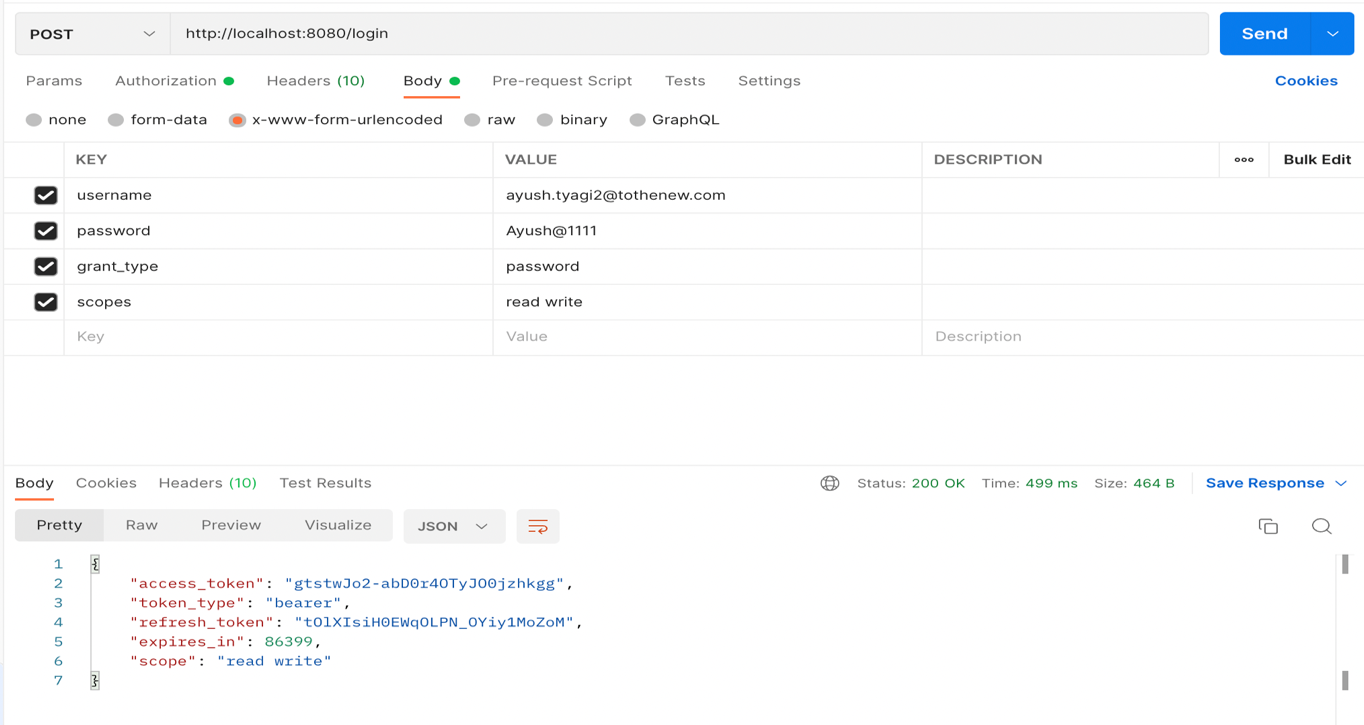 POST http://localhost:8080/login Send
Params Authorization Headers (10) Body Pre-request Script Tests Settings Cookies
none form-data x-www-form-urlencoded raw binary GraphQL
KEY VALUE DESCRIPTION ooo Bulk Edit
username ayush.tyagi2@tothenew.com
password Ayush@1111
grant_type password
scopes read write
Key Value Description
Body Cookies Headers (10) Test Results Status: 200 OK Time: 499 ms Size: 464 B Save Response
Pretty Raw Preview Visualize JSON
1 {
2 "access_token": "gtstwJo2-abD0r4OTyJO0jzhkgg",
3 "token_type": "bearer",
4 "refresh_token": "tOlXIsiH0EWqOLPN_OYiy1MoZoM",
5 "expires_in": 86399,
6 "scope": "read write"
7 }